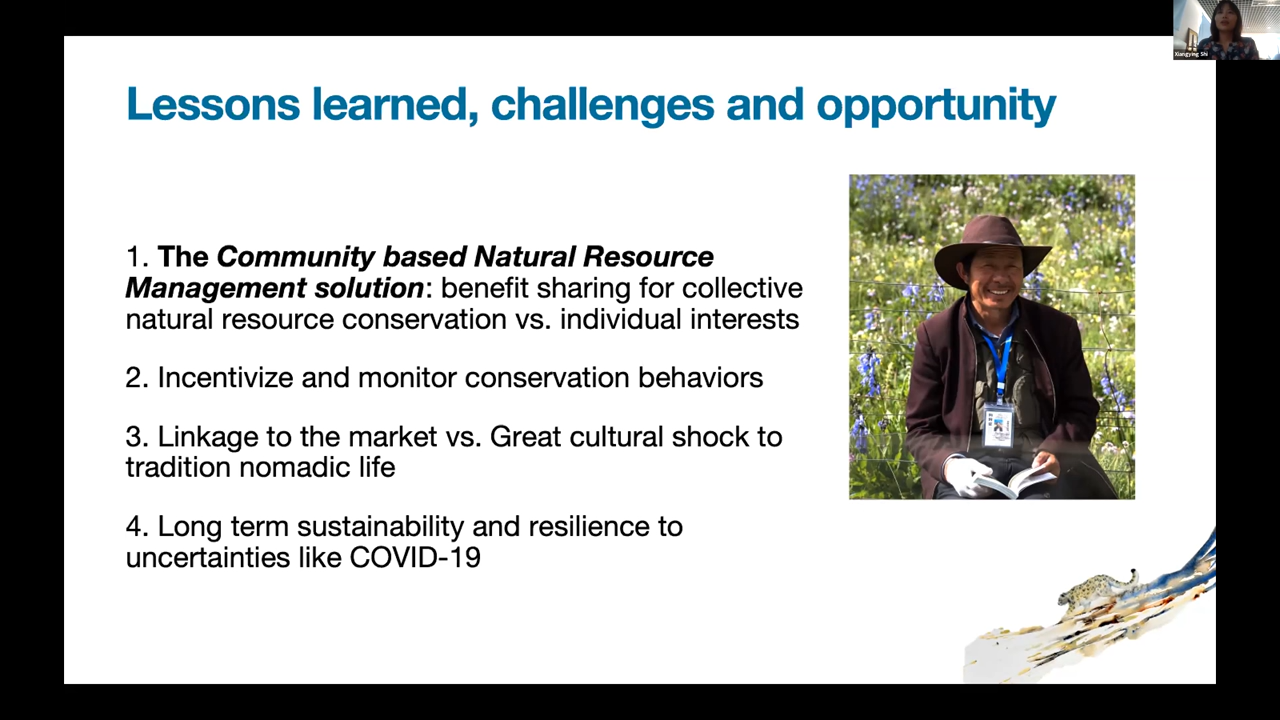 Xiangying Shi
Lessons learned, challenges and opportunity
1. The Community based Natural Resource
Management solution: benefit sharing for collective
natural resource conservation vs. individual interests
2. Incentivize and monitor conservation behaviors
3. Linkage to the market vs. Great cultural shock to
tradition nomadic life
4. Long term sustainability and resilience to
uncertainties like COVID-19